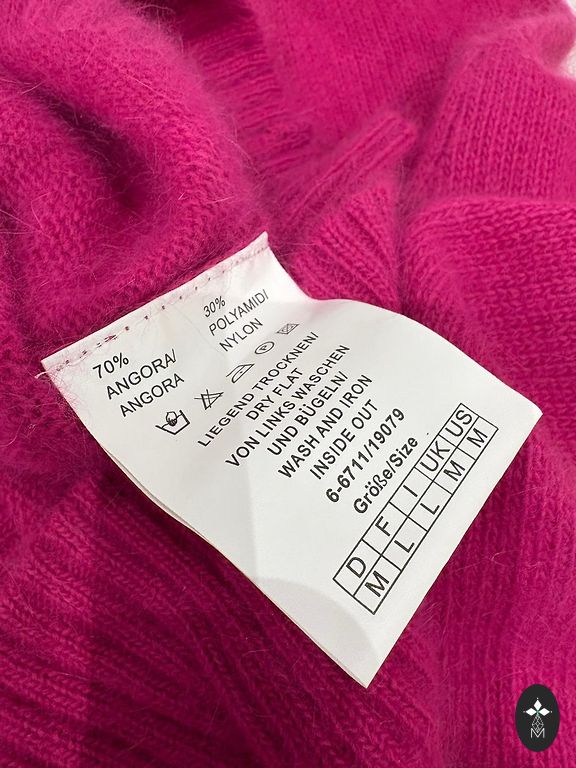 70%
ANGORA/
ANGORA
30%
POLYAMID/
NYLON
LIEGEND TROCKNEN/
DRY FLAT
VON LINKS WASCHEN
UND BÜGELN/
WASH AND IRON
INSIDE OUT
6-6711/19079
Größe/Size
D F I UK US
M L L M M